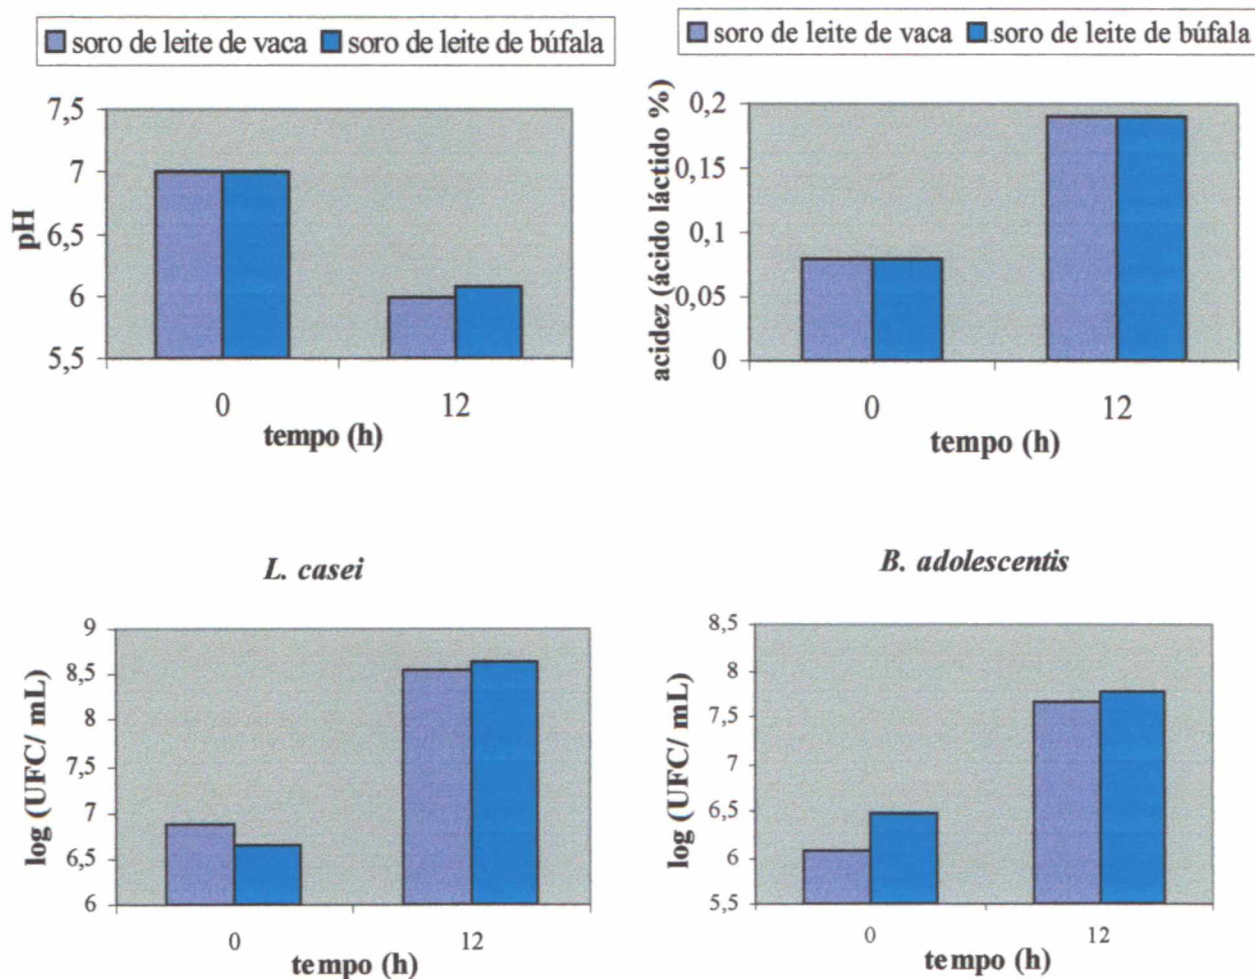 soro de leite de vaca soro de leite de búfala
7,5
7
6,5
6
5,5
pH
0 12
tempo (h)
soro de leite de vaca soro de leite de búfala
0,2
0,15
0,1
0,05
0
acidez (ácido láctido %)
0 12
tempo (h)
L. casei
9
8,5
8
7,5
7
6,5
6
log (UFC/ mL)
0 12
tempo (h)
B. adolescentis
8,5
8
7,5
7
6,5
6
5,5
log (UFC/ mL)
0 12
tempo (h)